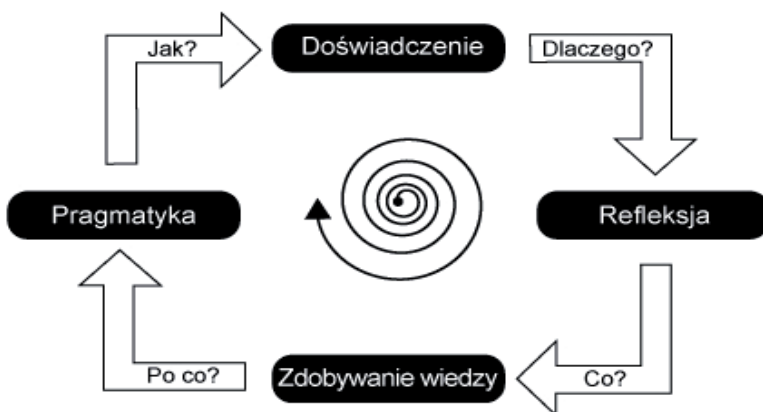 Jak?
Doświadczenie
Dlaczego?
Pragmatyka
Refleksja
Po co?
Zdobywanie wiedzy
Co?